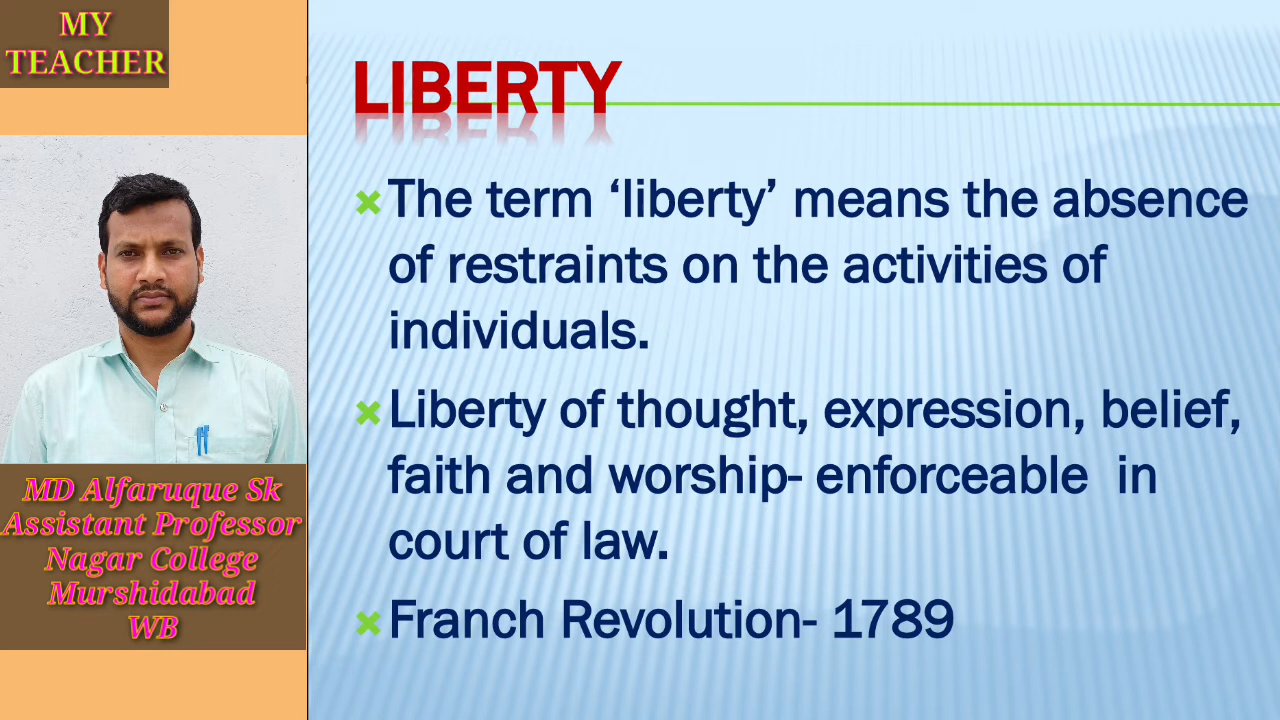 MY
TEACHER
MD Alfaruque Sk
Assistant Professor
Nagar College
Murshidabad
WB
LIBERTY
The term ‘liberty’ means the absence
of restraints on the activities of
individuals.
Liberty of thought, expression, belief,
faith and worship- enforceable  in
court of law.
Franch Revolution- 1789